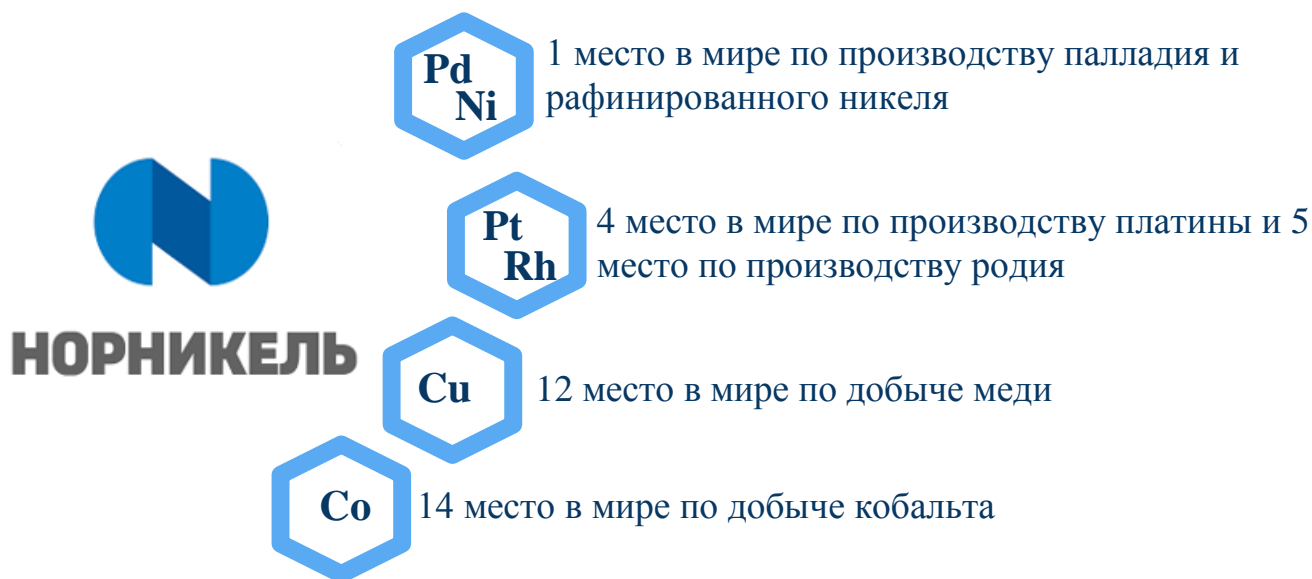 Pd
Ni
1 место в мире по производству палладия и
рафинированного никеля
Pt
Rh
4 место в мире по производству платины и 5
место по производству родия
НОРНИКЕЛЬ
Cu
12 место в мире по добыче меди
Co
14 место в мире по добыче кобальта